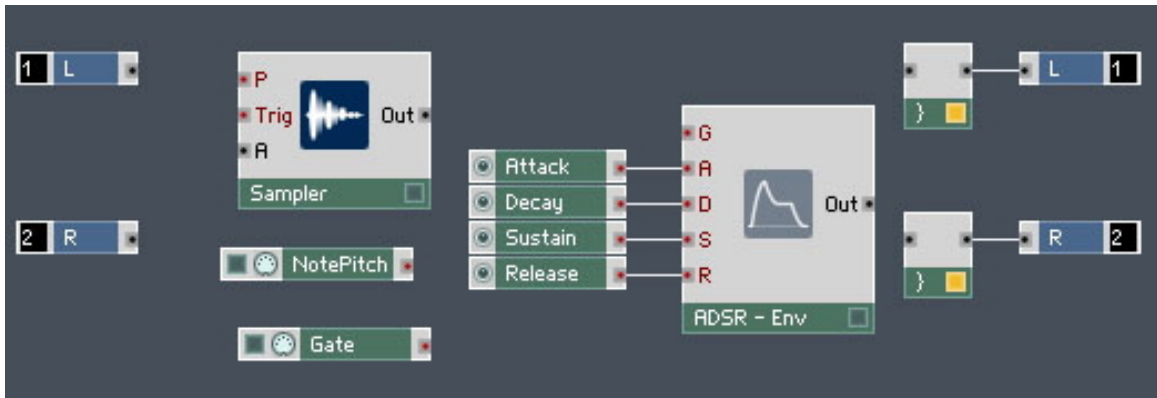 1 L
2 R
P
Trig
A
Out
Sampler
NotePitch
Gate
Attack
Decay
Sustain
Release
G
A
D
S
R
Out
ADSR - Env
}
}
L 1
R 2